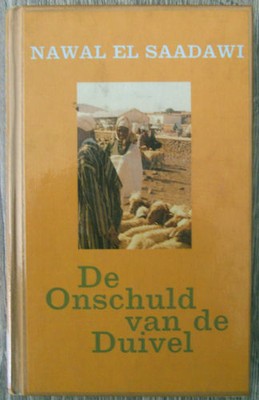 NAWAL EL SAADAWI
De
Onschuld
van de
Duivel